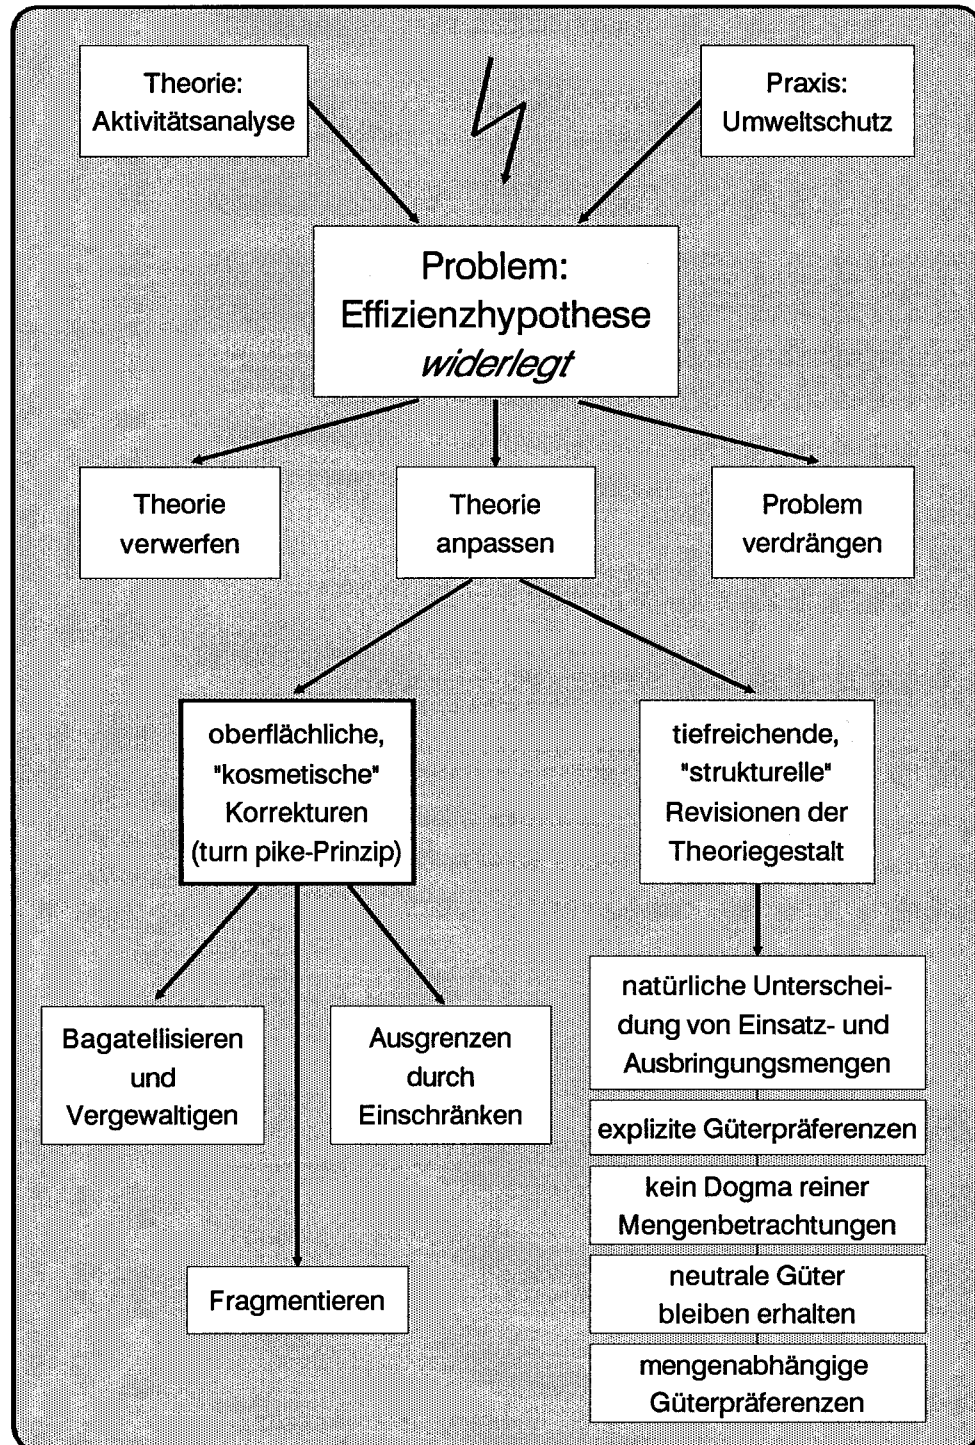 Theorie:
Aktivitätsanalyse
Praxis:
Umweltschutz
Problem:
Effizienzhypothese
widerlegt
Theorie
verwerfen
Theorie
anpassen
Problem
verdrängen
oberflächliche,
"kosmetische"
Korrekturen
(turn pike-Prinzip)
tiefreichende,
"strukturelle"
Revisionen der
Theoriegestalt
Bagatellisieren
und
Vergewaltigen
Ausgrenzen
durch
Einschränken
Fragmentieren
natürliche Unterschei-
dung von Einsatz- und
Ausbringungsmengen
explizite Güterpräferenzen
kein Dogma reiner
Mengenbetrachtungen
neutrale Güter
bleiben erhalten
mengenabhängige
Güterpräferenzen